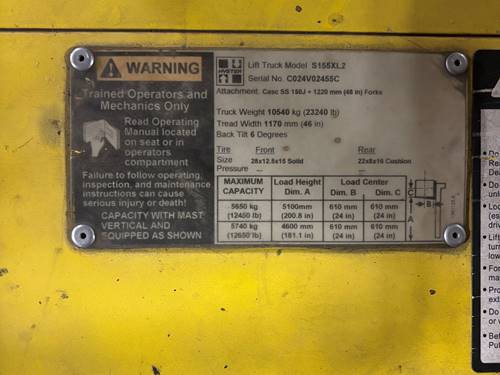 WARNING
Trained Operators and
Mechanics Only
Read Operating
Manual located
on seat or in
operators
compartment
Failure to follow operating,
inspection, and maintenance
instructions can cause
serious injury or death!
CAPACITY WITH MAST
VERTICAL AND
EQUIPPED AS SHOWN
HYSTER
Lift Truck Model S155XL2
Serial No. C024V02455C
Attachment: Casc SS 150J + 1220 mm (48 in) Forks
Truck Weight 10540 kg (23240 lb)
Tread Width 1170 mm (46 in)
Back Tilt 6 Degrees
Tire Front Rear
Size 28x12.5x15 Solid 22x8x16 Cushion
Pressure
MAXIMUM CAPACITY Load Height Dim. A Load Center Dim. B Dim. C
5650 kg 5100mm 610 mm 610 mm
(12450 lb) (200.8 in) (24 in) (24 in)
5740 kg 4600 mm 610 mm 610 mm
(12650 lb) (181.1 in) (24 in) (24 in)
C
B
A